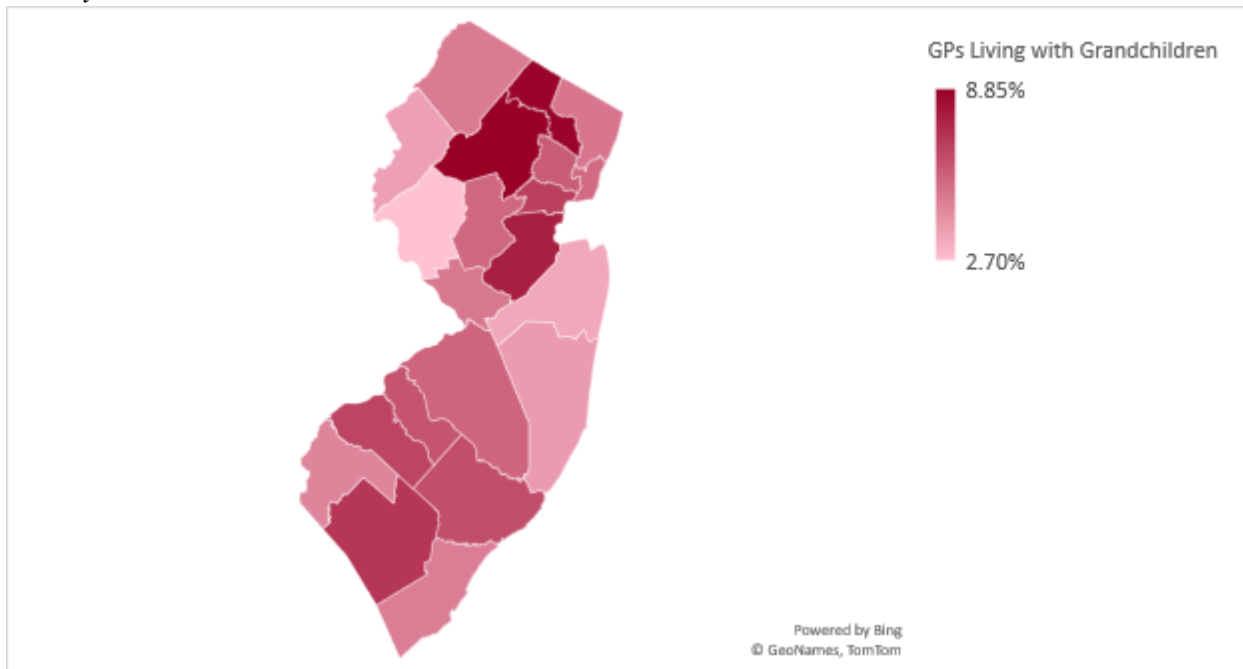 GPs Living with Grandchildren
8.85%
2.70%
Powered by Bing
© GeoNames, TomTom